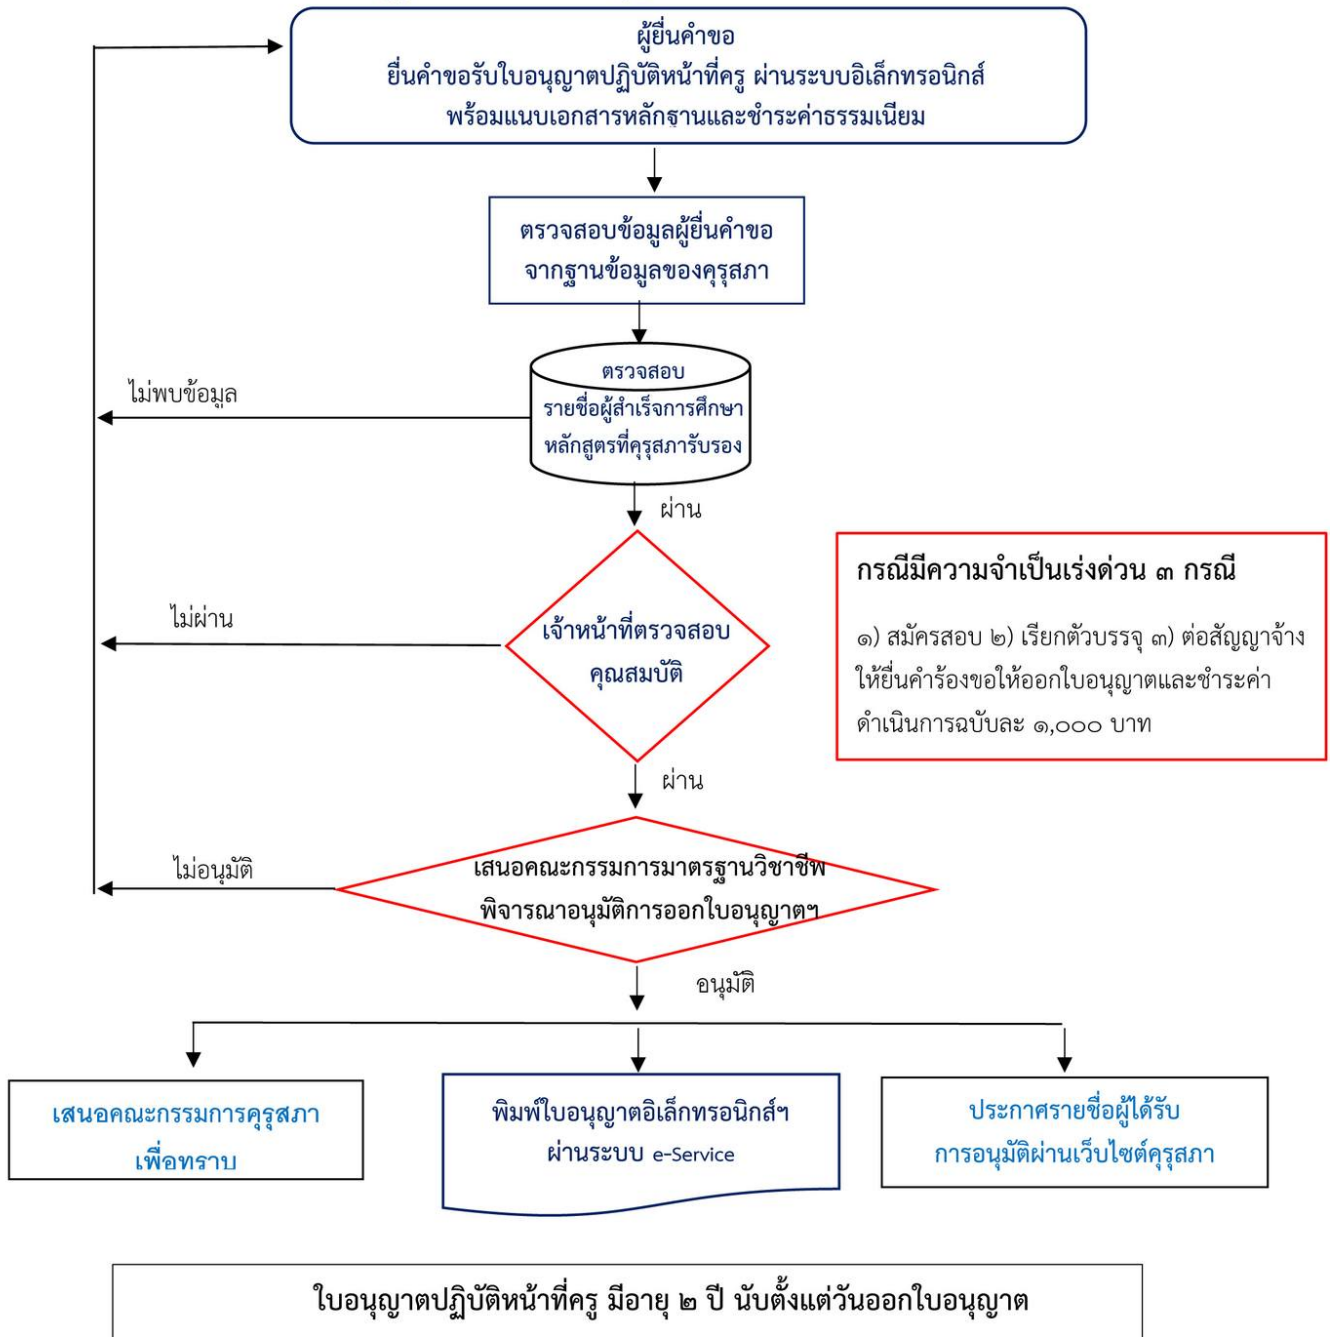 ผู้ยื่นคำขอ
ยื่นคำขอรับใบอนุญาตปฏิบัติหน้าที่ครู ผ่านระบบอิเล็กทรอนิกส์
พร้อมแนบเอกสารหลักฐานและชำระค่าธรรมเนียม
ตรวจสอบข้อมูลผู้ยื่นคำขอ
จากฐานข้อมูลของคุรุสภา
ตรวจสอบ
รายชื่อผู้สำเร็จการศึกษา
หลักสูตรที่คุรุสภารับรอง
ไม่พบข้อมูล
ผ่าน
เจ้าหน้าที่ตรวจสอบ
คุณสมบัติ
ไม่ผ่าน
กรณีมีความจำเป็นเร่งด่วน ๓ กรณี
๑) สมัครสอบ ๒) เรียกตัวบรรจุ ๓) ต่อสัญญาจ้าง
ให้ยื่นคำร้องขอให้ออกใบอนุญาตและชำระค่า
ดำเนินการฉบับละ ๑,๐๐๐ บาท
ผ่าน
เสนอคณะกรรมการมาตรฐานวิชาชีพ
พิจารณาอนุมัติการออกใบอนุญาตฯ
ไม่อนุมัติ
อนุมัติ
เสนอคณะกรรมการคุรุสภา
เพื่อทราบ
พิมพ์ใบอนุญาตอิเล็กทรอนิกส์ฯ
ผ่านระบบ e-Service
ประกาศรายชื่อผู้ได้รับ
การอนุมัติผ่านเว็บไซต์คุรุสภา
ใบอนุญาตปฏิบัติหน้าที่ครู มีอายุ ๒ ปี นับตั้งแต่วันออกใบอนุญาต